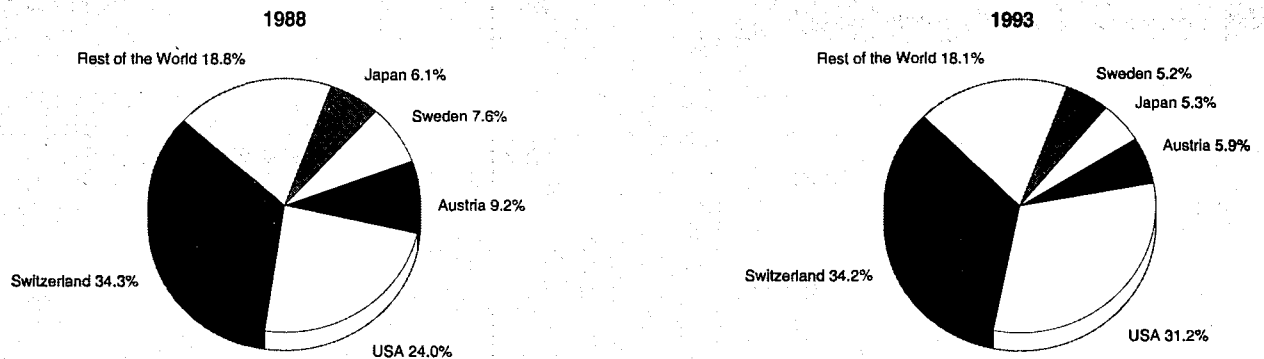 1988
Rest of the World 18.8%
Japan 6.1%
Sweden 7.6%
Austria 9.2%
Switzerland 34.3%
USA 24.0%
1993
Rest of the World 18.1%
Sweden 5.2%
Japan 5.3%
Austria 5.9%
Switzerland 34.2%
USA 31.2%